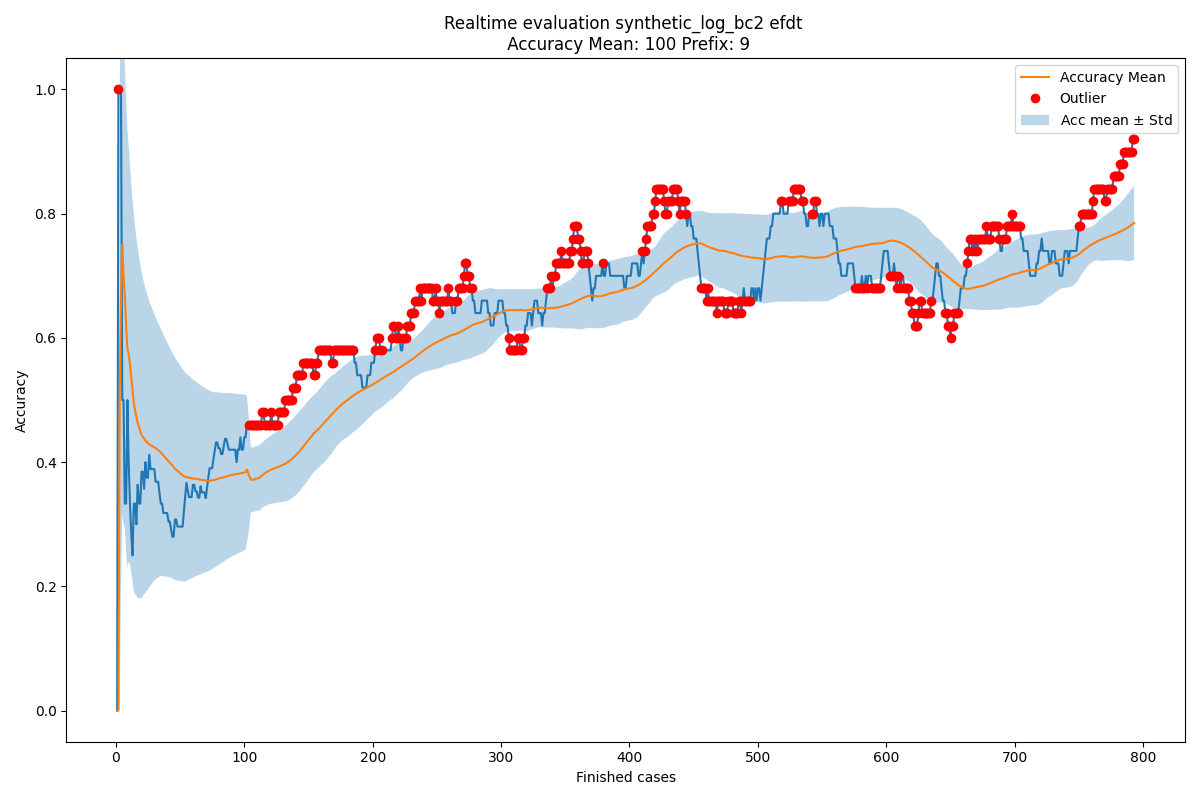 Realtime evaluation synthetic_log_bc2 efdt
Accuracy Mean: 100 Prefix: 9
Accuracy Mean
Outlier
Acc mean ± Std
Accuracy
1.0
0.8
0.6
0.4
0.2
0.0
0 100 200 300 400 500 600 700 800
Finished cases